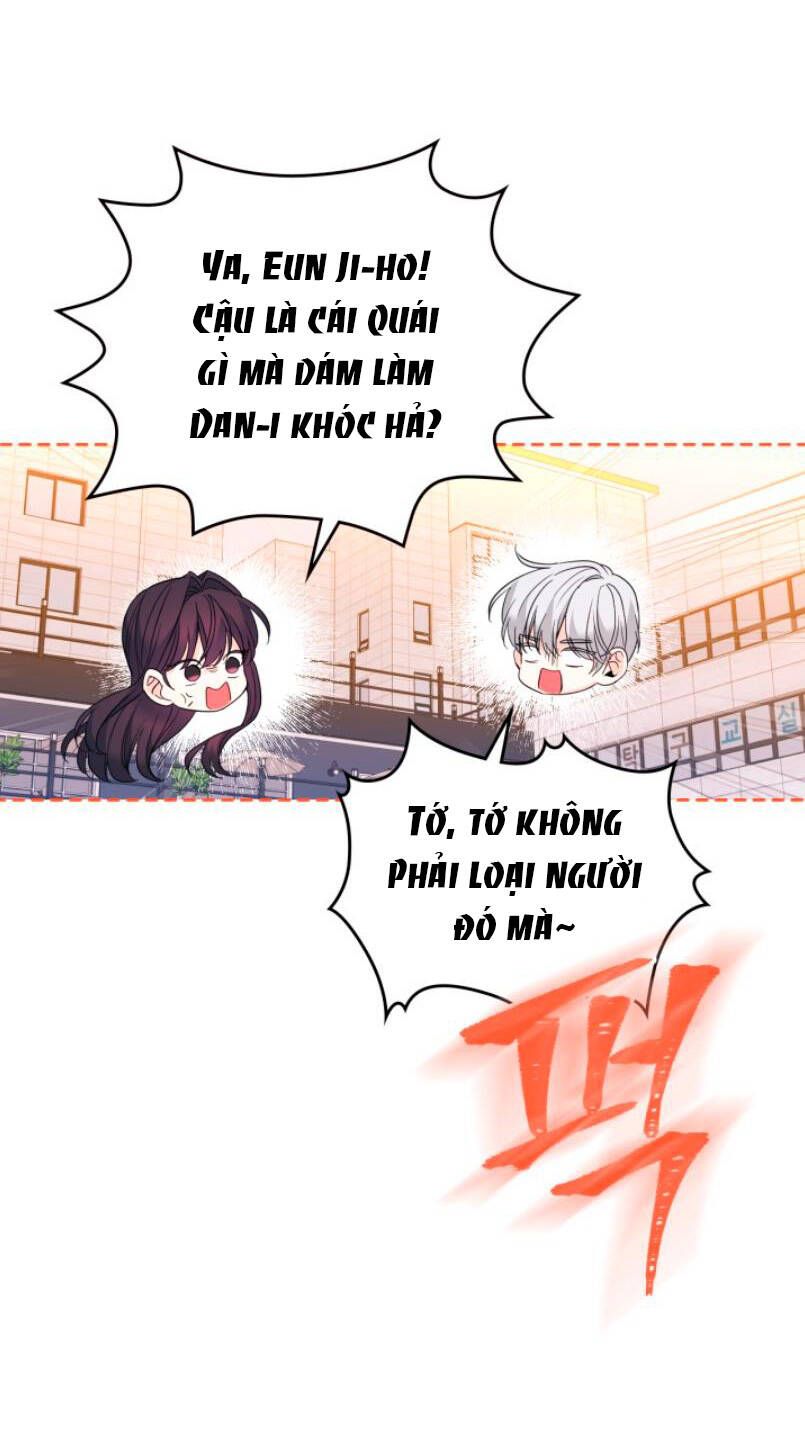 Ya, Eun Ji-ho!
Cậu là cái quái
gì mà dám làm
Dan-i khóc hả?
탁구교실
Tớ, tớ không
phải loại người
đó mà~
퍽